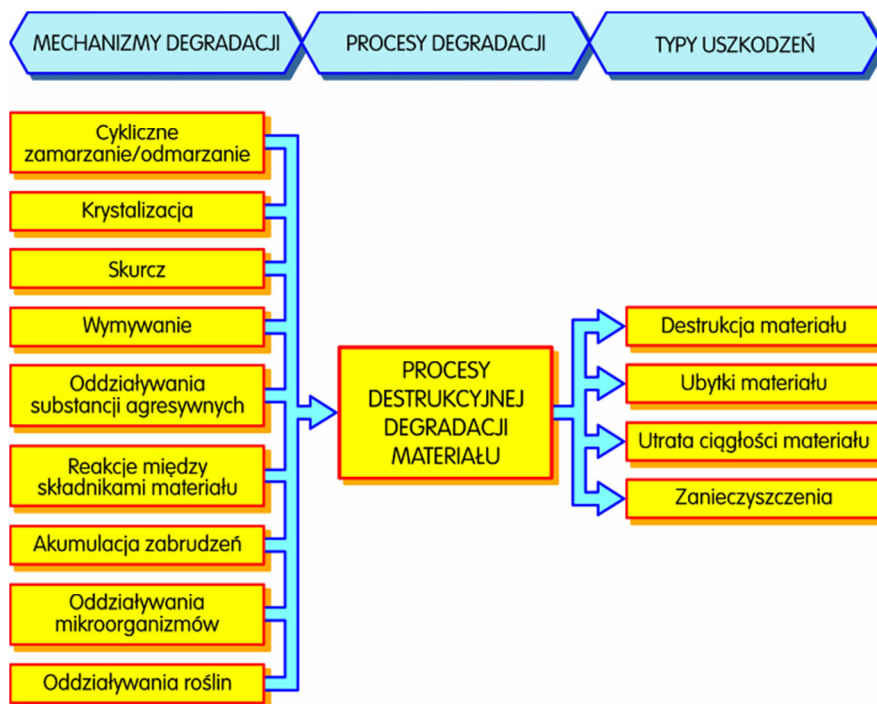 MECHANIZMY DEGRADACJI
PROCESY DEGRADACJI
TYPY USZKODZEŃ
Cykliczne
zamarzanie/odmarzanie
Krystalizacja
Skurcz
Wymywanie
Oddziaływania
substancji agresywnych
Reakcje między
składnikami materiału
Akumulacja zabrudzeń
Oddziaływania
mikroorganizmów
Oddziaływania roślin
PROCESY
DESTRUKCYJNEJ
DEGRADACJI
MATERIAŁU
Destrukcja materiału
Ubytki materiału
Utrata ciągłości materiału
Zanieczyszczenia